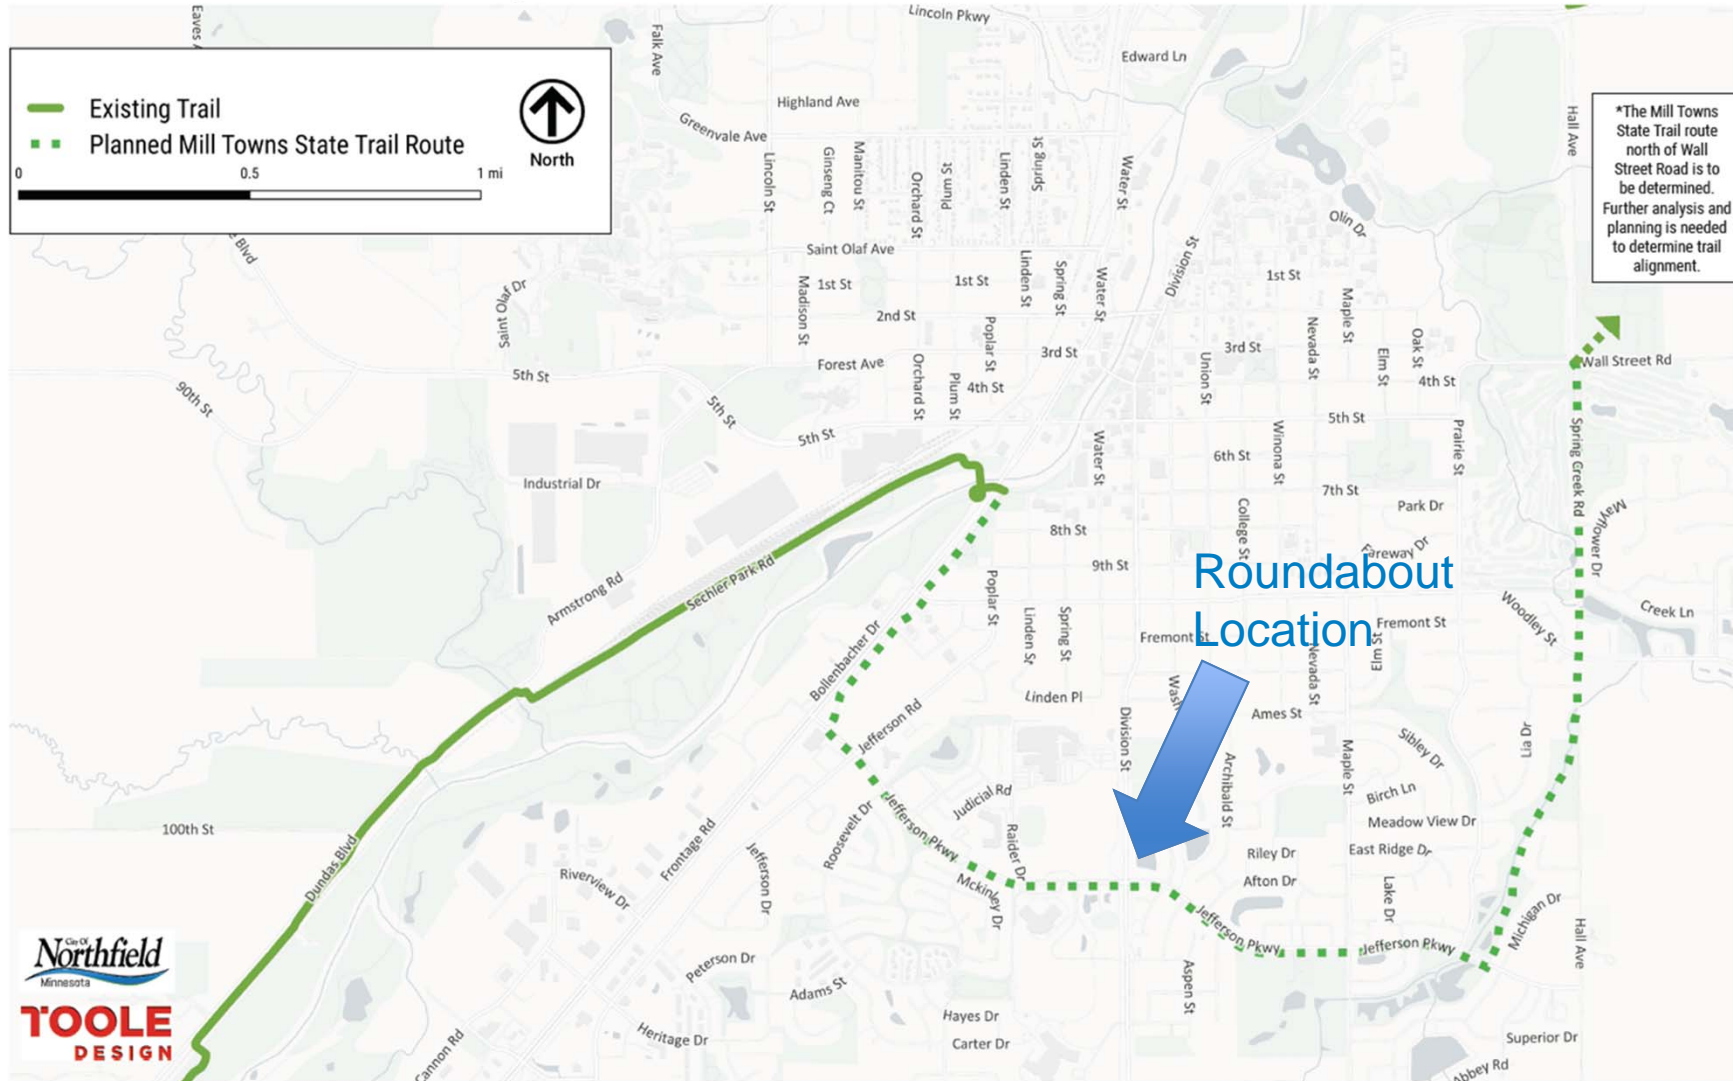 Lincoln Pkwy
Edward Ln
Falk Ave
Existing Trail
Planned Mill Towns State Trail Route
North
0 0.5 1 mi
*The Mill Towns
State Trail route
north of Wall
Street Road is to
be determined.
Further analysis and
planning is needed
to determine trail
alignment.
Hall Ave
Highland Ave
Greenvale Ave
Lincoln St
Ginseng Ct
Manitou St
Orchard St
Plum St
Linden St
Spring St
Water St
Olin Dr
Saint Olaf Ave
Saint Olaf Dr
Madison St
1st St
1st St
Linden St
Spring St
Water St
Division St
1st St
2nd St
Maple St
Nevada St
Poplar St
3rd St
3rd St
Union St
Elm St
Oak St
Forest Ave
Orchard St
Plum St
4th St
4th St
Wall Street Rd
5th St
90th St
5th St
5th St
5th St
Water St
Winona St
Prairie St
6th St
Spring Creek Rd
Industrial Dr
7th St
Park Dr
College St
8th St
Mayflower Dr
9th St
Fareway Dr
Roundabout
Location
Armstrong Rd
Sechler Park Rd
Poplar St
Linden St
Spring St
Fremont St
Fremont St
Elm St
Woodley St
Creek Ln
Bollenbacher Dr
Nevada St
Linden Pl
Wash
Jefferson Rd
Division St
Ames St
Maple St
Sibley Dr
Lia Dr
Archibald St
Birch Ln
Judicial Rd
Meadow View Dr
100th St
Dundas Blvd
Roosevelt Dr
Jefferson Pkwy
Raider Dr
Riley Dr
East Ridge Dr
Frontage Rd
Jefferson Dr
Riverview Dr
Mckinley Dr
Afton Dr
Lake Dr
Michigan Dr
Jefferson Pkwy
Jefferson Pkwy
Hall Ave
City Of
Northfield
Minnesota
Peterson Dr
Adams St
Aspen St
TOOLE
DESIGN
Cannon Rd
Heritage Dr
Hayes Dr
Carter Dr
Superior Dr
Abbey Rd